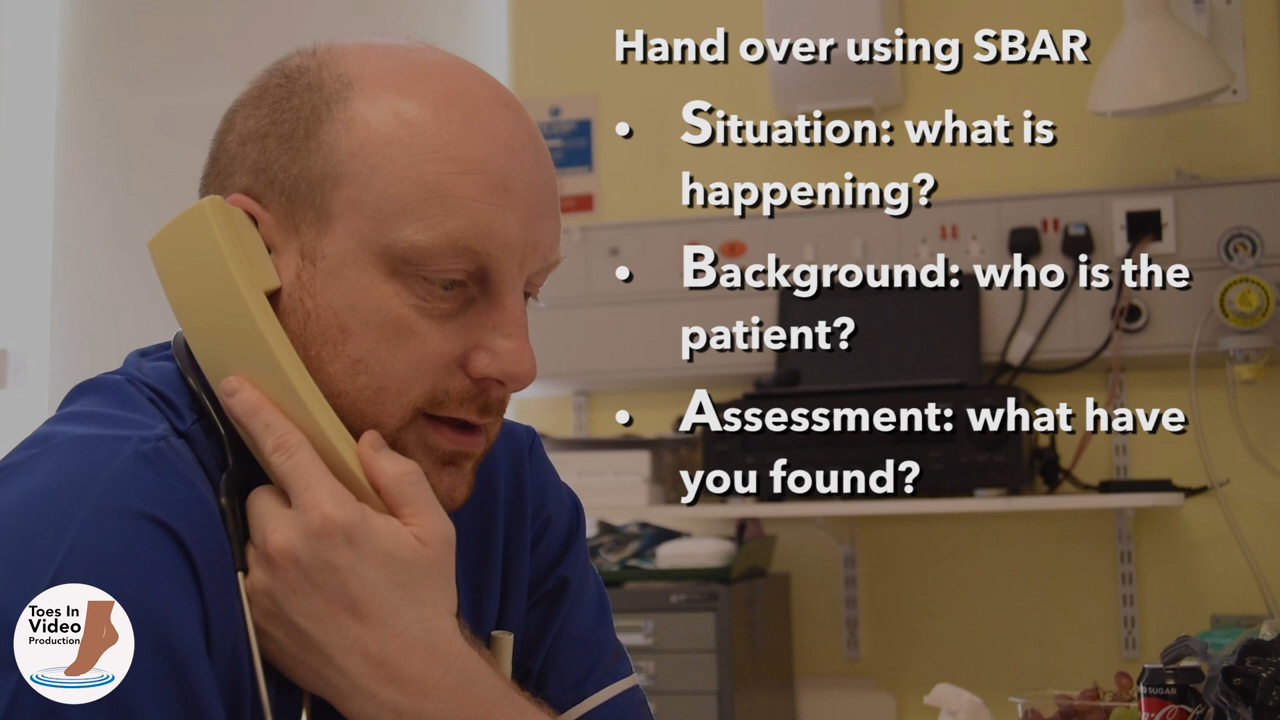 Hand over using SBAR
• Situation: what is
happening?
• Background: who is the
patient?
• Assessment: what have
you found?
Toes In
Video
Production
SUGAR